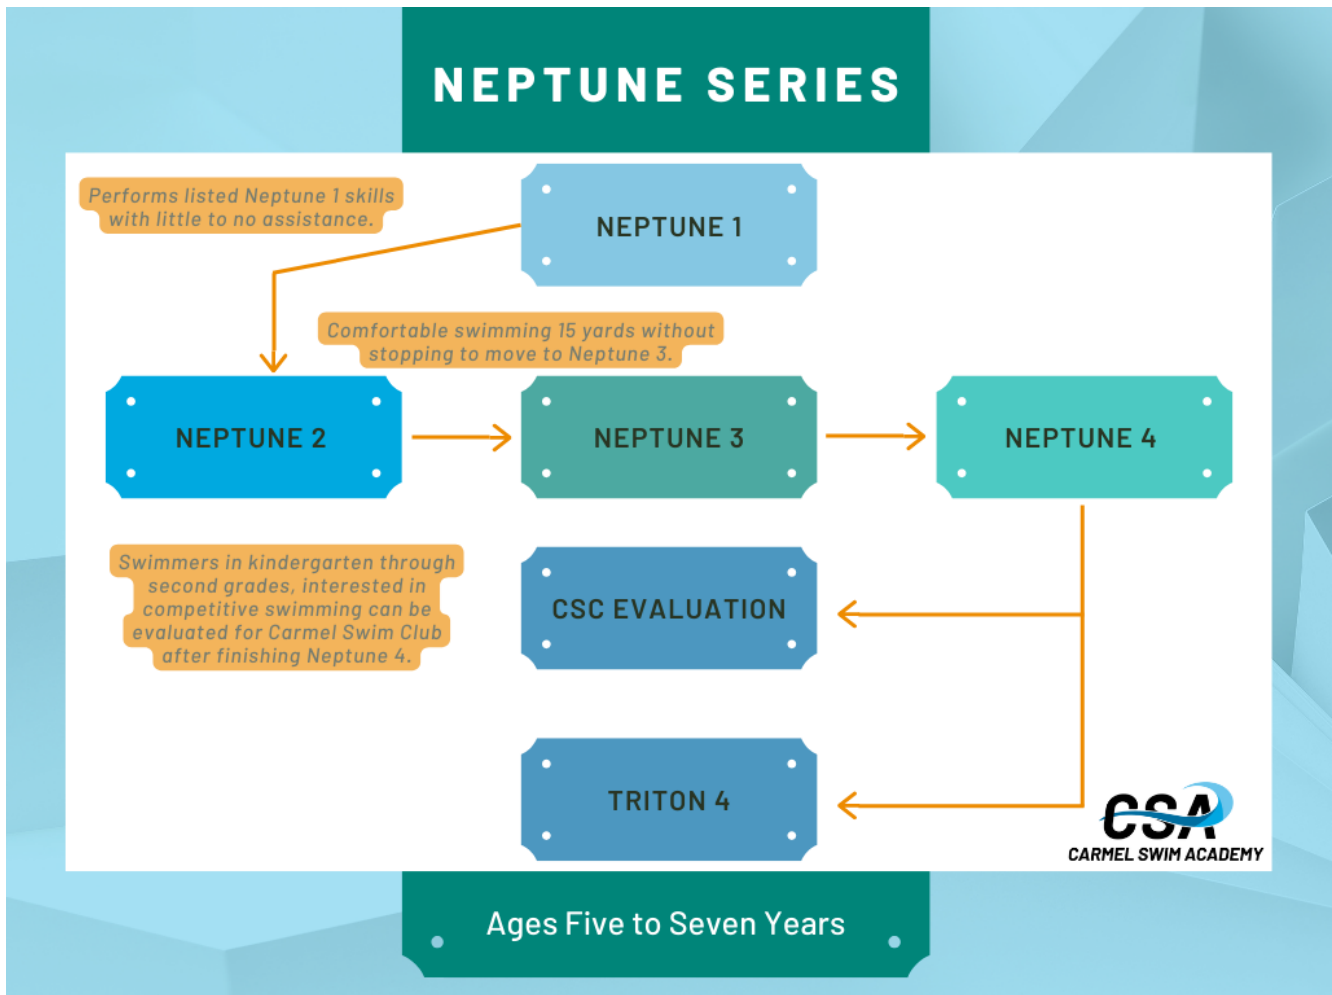 NEPTUNE SERIES
Performs listed Neptune 1 skills
with little to no assistance.
NEPTUNE 1
Comfortable swimming 15 yards without
stopping to move to Neptune 3.
NEPTUNE 2
NEPTUNE 3
NEPTUNE 4
Swimmers in kindergarten through
second grades, interested in
competitive swimming can be
evaluated for Carmel Swim Club
after finishing Neptune 4.
CSC EVALUATION
TRITON 4
CSA
CARMEL SWIM ACADEMY
Ages Five to Seven Years